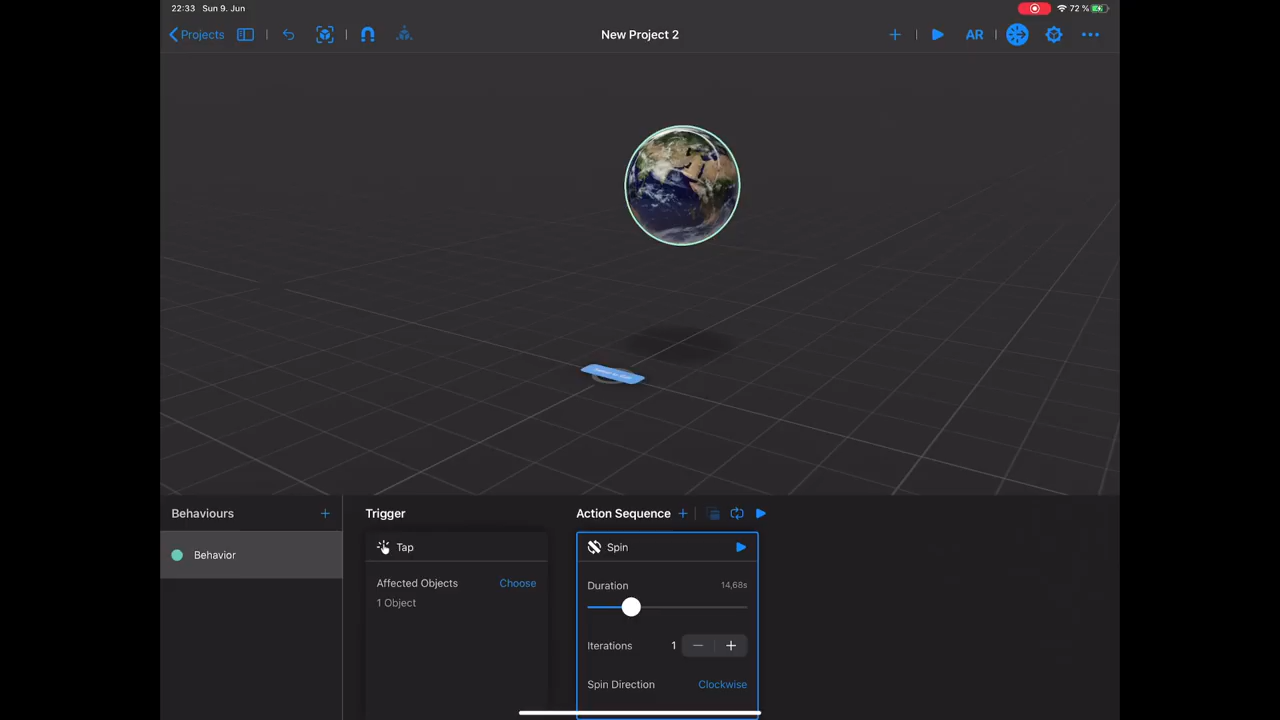 22:33 Sun 9. Jun
72 %
Projects
New Project 2
AR
Behaviours
Trigger
Action Sequence
Behavior
Tap
Spin
Affected Objects
Choose
1 Object
Duration
14,68s
Iterations
1
Spin Direction
Clockwise